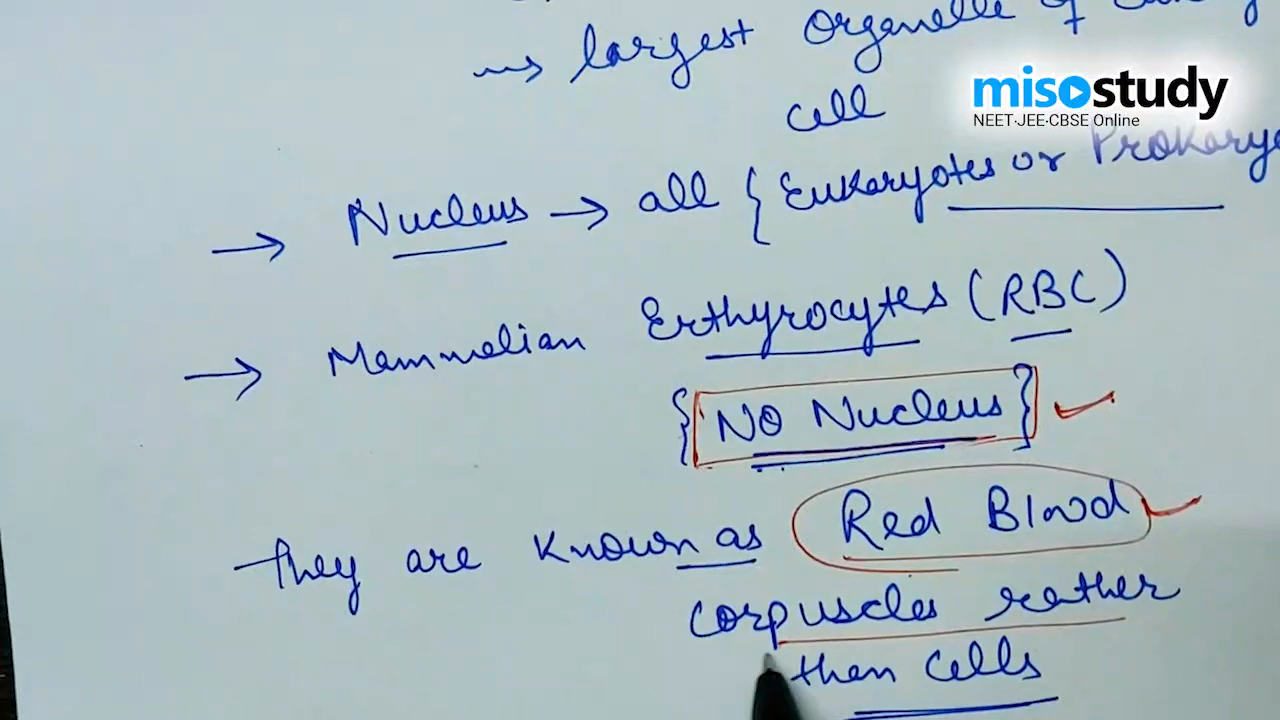 → largest Organelle of
cell
misostudy
NEET-JEE-CBSE Online
→ Nucleus → all { Eukaryotes or Prokaryo
→ Mammalian Erthyrocytes (RBC)
{ No Nucleus }
they are known as Red Blood
corpuscles rather
than cells